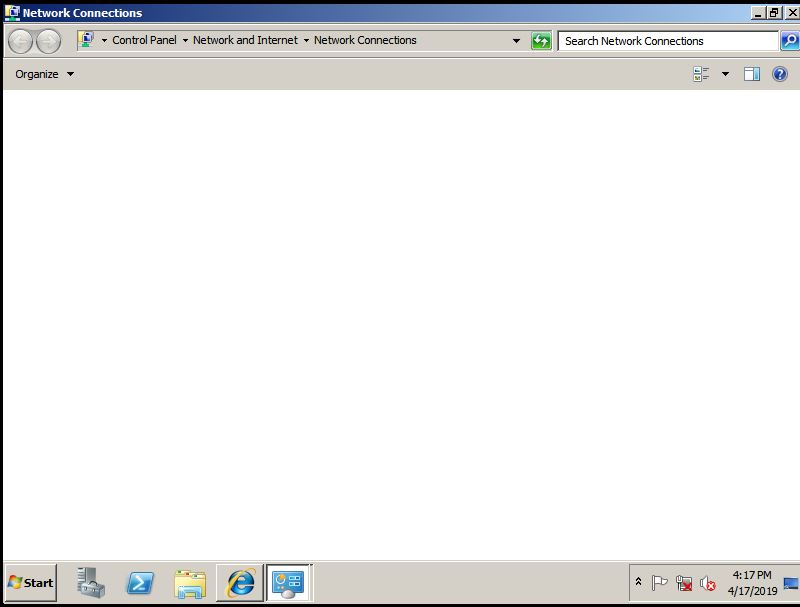 Network Connections
Control Panel Network and Internet Network Connections Search Network Connections
Organize
Start
4:17 PM
4/17/2019